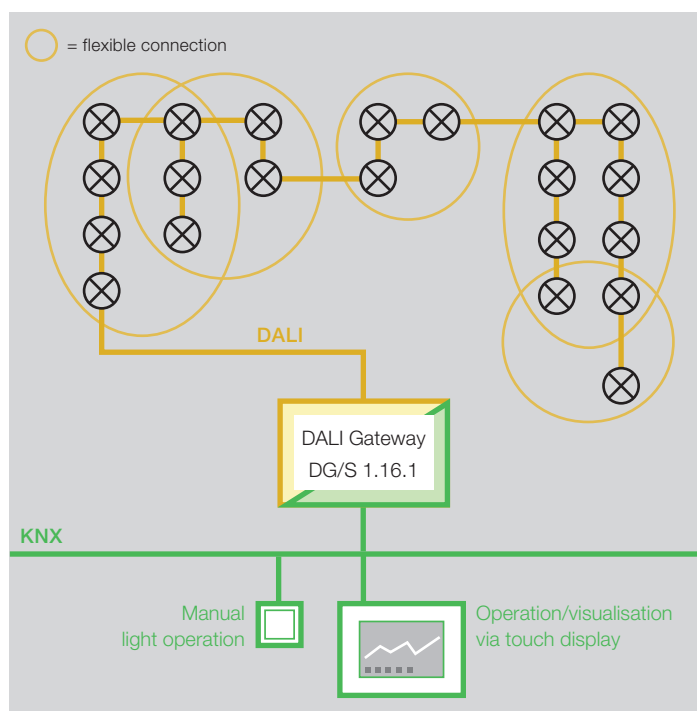 = flexible connection
DALI
DALI Gateway
DG/S 1.16.1
KNX
Manual
light operation
Operation/visualisation
via touch display